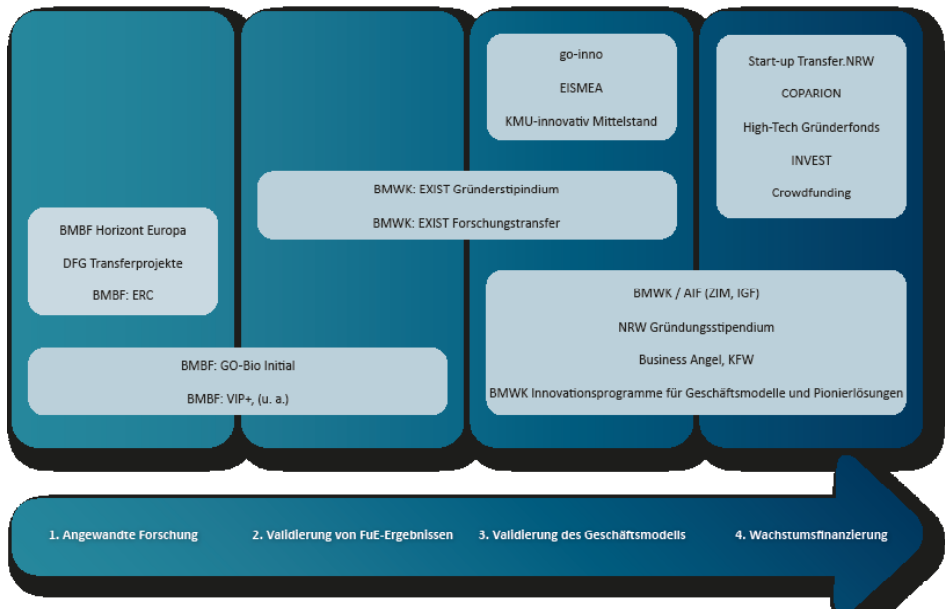 go-inno
EISMEA
KMU-innovativ Mittelstand
Start-up Transfer.NRW
COPARION
High-Tech Gründerfonds
INVEST
Crowdfunding
BMWK: EXIST Gründerstipindium
BMWK: EXIST Forschungstransfer
BMBF Horizont Europa
DFG Transferprojekte
BMBF: ERC
BMWK / AIF (ZIM, IGF)
NRW Gründungsstipendium
Business Angel, KFW
BMWK Innovationsprogramme für Geschäftsmodelle und Pionierlösungen
BMBF: GO-Bio Initial
BMBF: VIP+, (u. a.)
1. Angewandte Forschung
2. Validierung von FuE-Ergebnissen
3. Validierung des Geschäftsmodells
4. Wachstumsfinanzierung